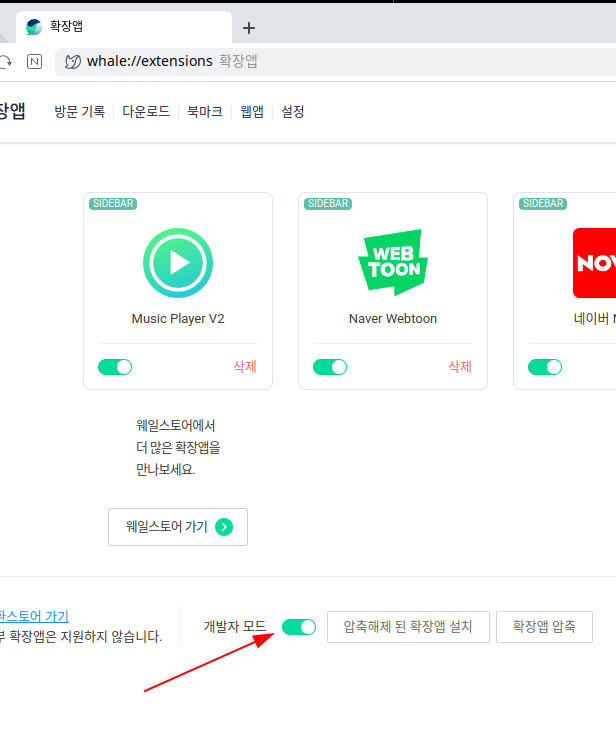 확장앱
whale://extensions 확장앱
장앱 방문 기록 다운로드 북마크 웹앱 설정
SIDEBAR SIDEBAR SIDEBAR
WEB
TOON
NOV
Music Player V2 Naver Webtoon 네이버 N
삭제 삭제
웨일스토어에서
더 많은 확장앱을
만나보세요.
웨일스토어 가기
스토어 가기
확장앱은 지원하지 않습니다.
개발자 모드 압축해제 된 확장앱 설치 확장앱 압축